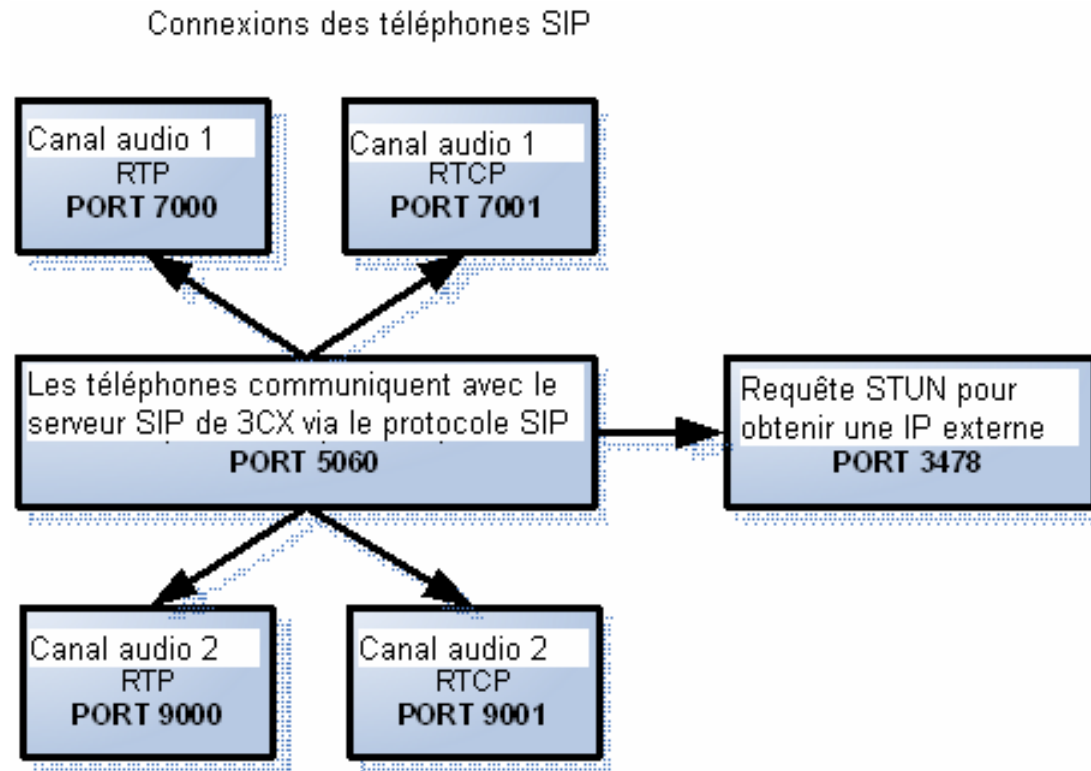 Connexions des téléphones SIP
Canal audio 1
RTP
PORT 7000
Canal audio 1
RTCP
PORT 7001
Les téléphones communiquent avec le
serveur SIP de 3CX via le protocole SIP
PORT 5060
Requête STUN pour
obtenir une IP externe
PORT 3478
Canal audio 2
RTP
PORT 9000
Canal audio 2
RTCP
PORT 9001